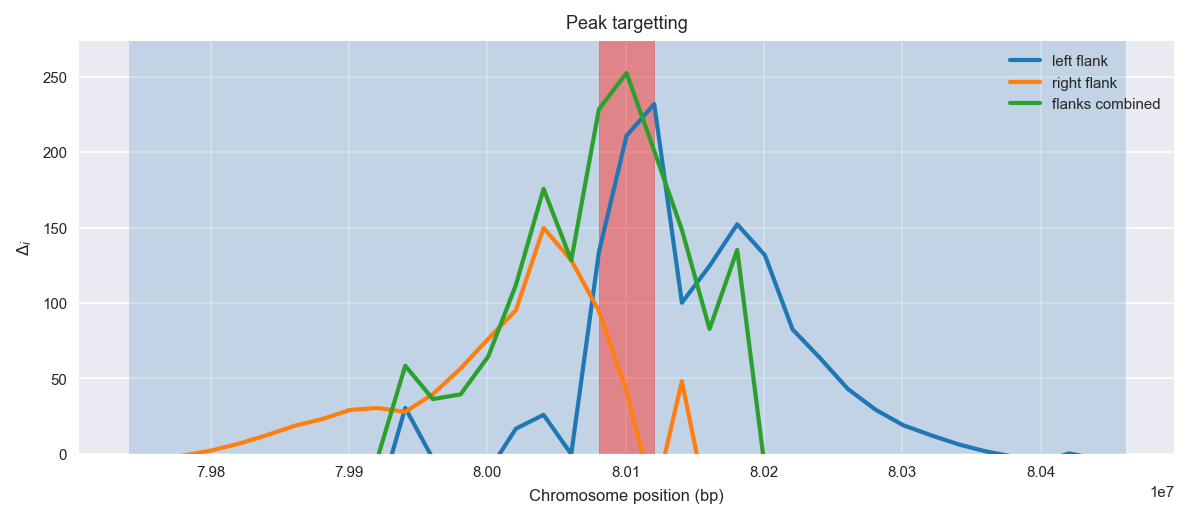 Peak targetting
left flank
right flank
flanks combined
250
200
150
100
50
0
Δi
7.98 7.99 8.00 8.01 8.02 8.03 8.04
1e7
Chromosome position (bp)